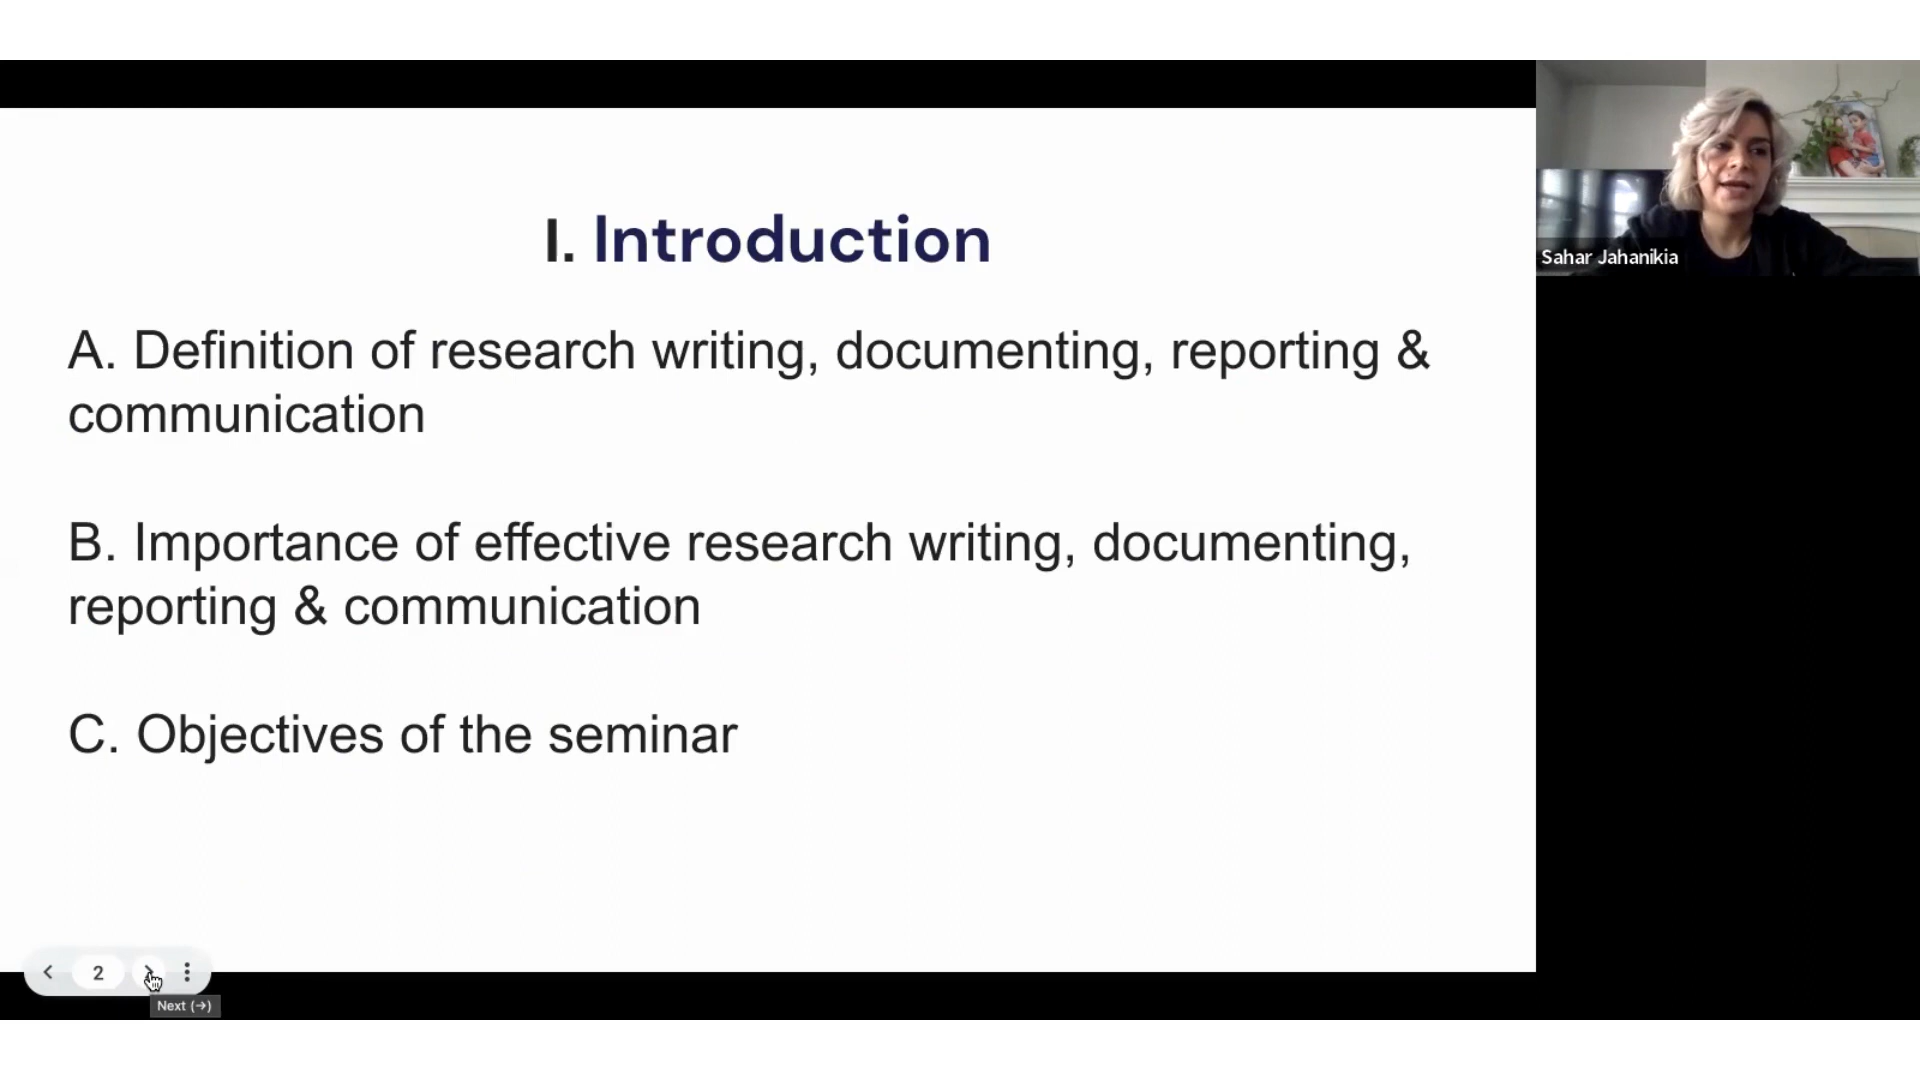 I. Introduction
A. Definition of research writing, documenting, reporting &
communication
B. Importance of effective research writing, documenting,
reporting & communication
C. Objectives of the seminar
Sahar Jahanikia
2
Next (→)